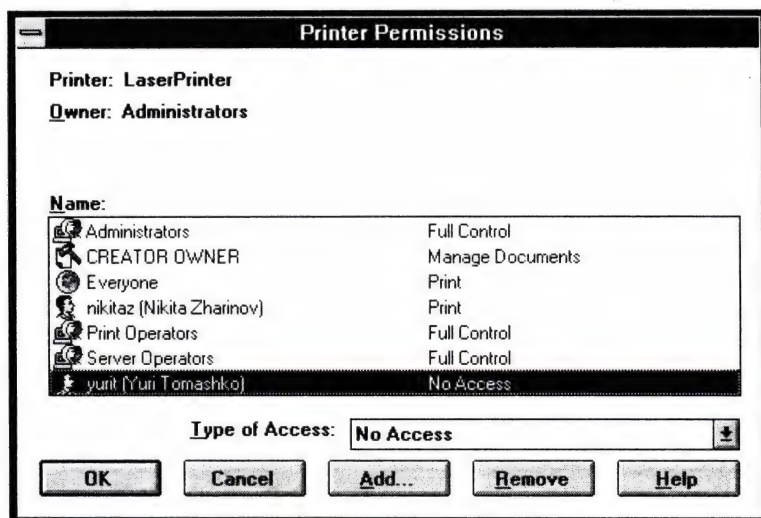 Printer Permissions
Printer: LaserPrinter
Owner: Administrators
Name:
Administrators Full Control
CREATOR OWNER Manage Documents
Everyone Print
nikitaz (Nikita Zharinov) Print
Print Operators Full Control
Server Operators Full Control
yurit (Yuri Tomashko) No Access
Type of Access: No Access
OK Cancel Add... Remove Help